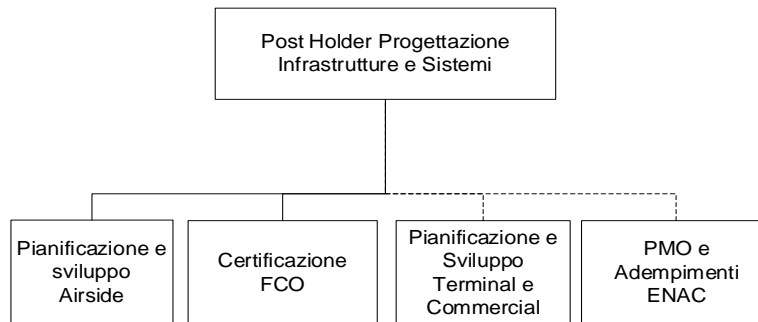 Post Holder Progettazione
Infrastrutture e Sistemi
Pianificazione e
sviluppo
Airside
Certificazione
FCO
Pianificazione e
Sviluppo
Terminal e
Commercial
PMO e
Adempimenti
ENAC